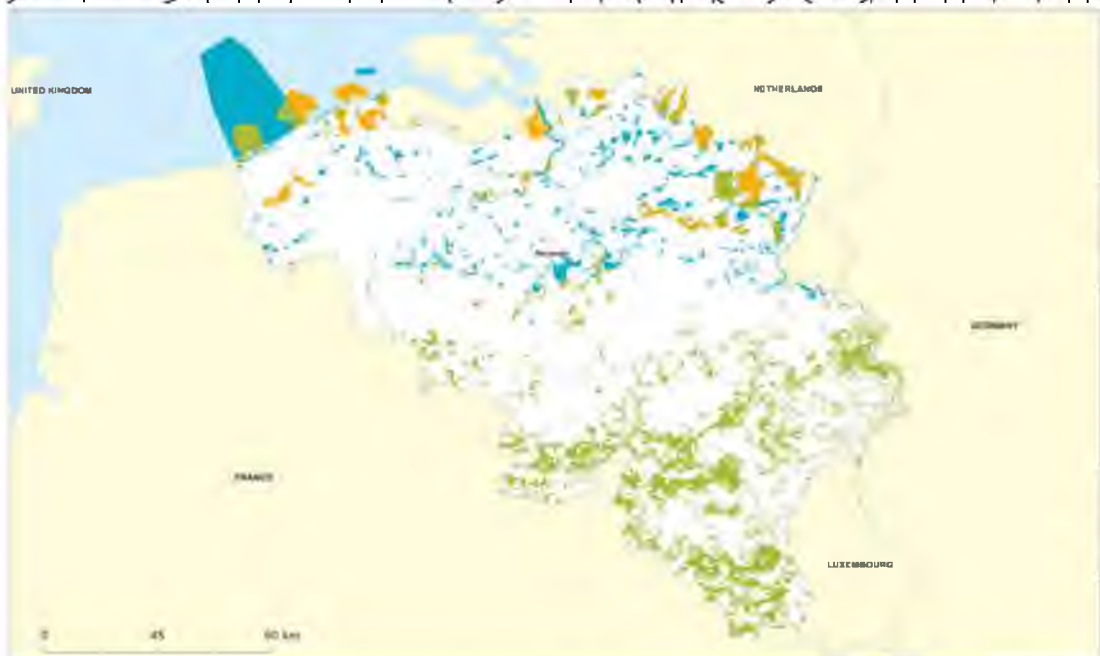 UNITED KINGDOM
NETHERLANDS
GERMANY
FRANCE
LUXEMBOURG
0 45 90 km